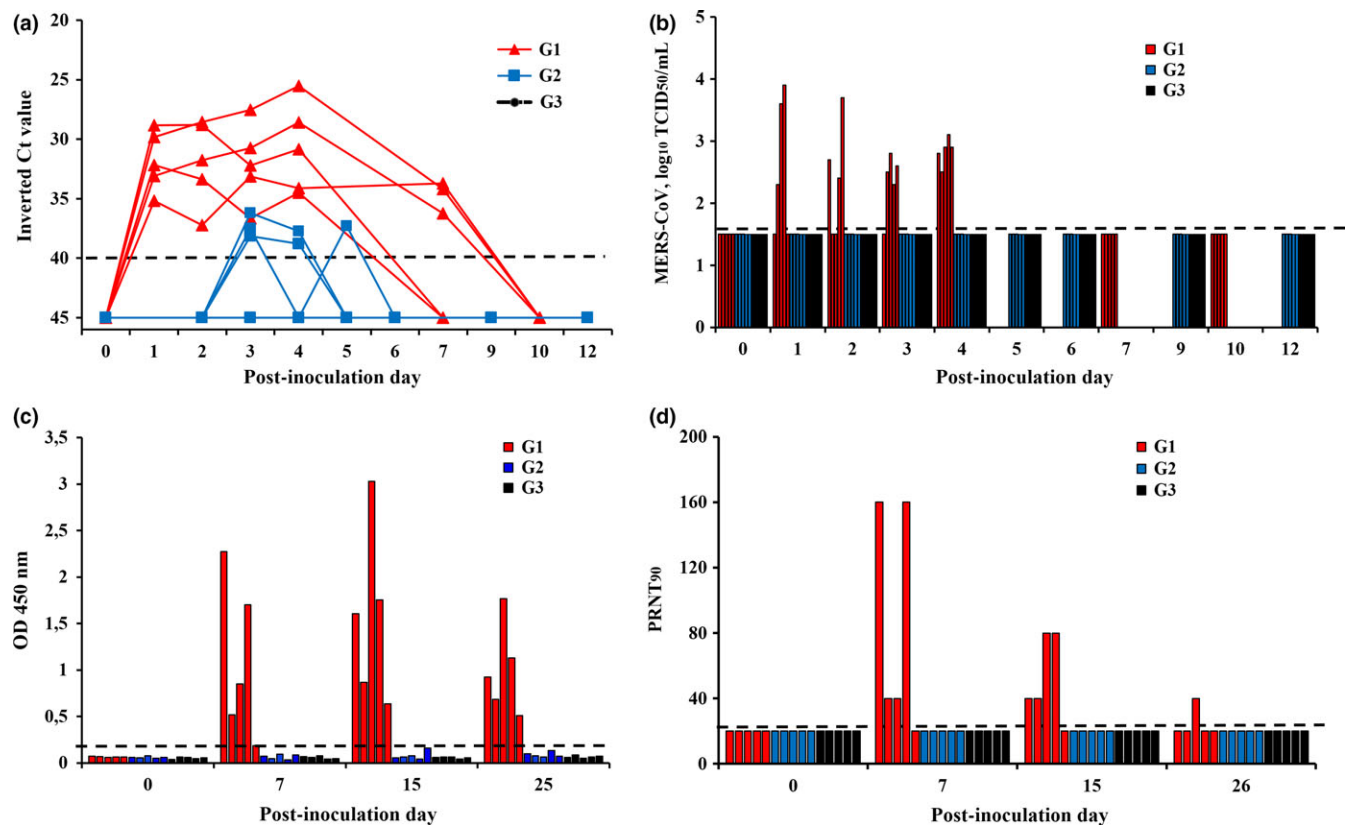 (a)
20
25
30
35
40
45
Inverted Ct value
G1
G2
G3
0 1 2 3 4 5 6 7 9 10 12
Post-inoculation day
(b)
5
4
3
2
1
0
MERS-CoV, log10 TCID50/mL
G1
G2
G3
0 1 2 3 4 5 6 7 9 10 12
Post-inoculation day
(c)
3,5
3
2,5
2
1,5
1
0,5
0
OD 450 nm
G1
G2
G3
0 7 15 25
Post-inoculation day
(d)
200
160
120
80
40
0
PRNT90
G1
G2
G3
0 7 15 26
Post-inoculation day